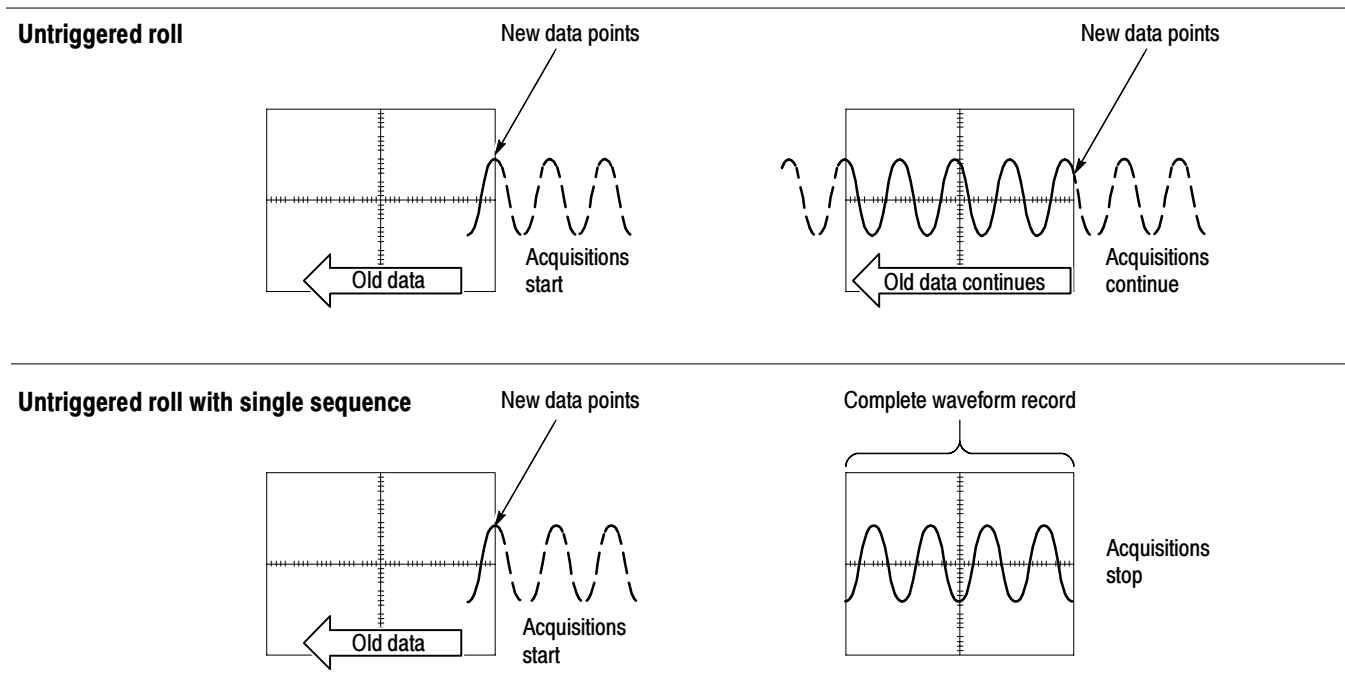 Untriggered roll
New data points
New data points
Acquisitions
start
Old data
Acquisitions
continue
Old data continues
Untriggered roll with single sequence
New data points
Complete waveform record
Acquisitions
start
Old data
Acquisitions
stop